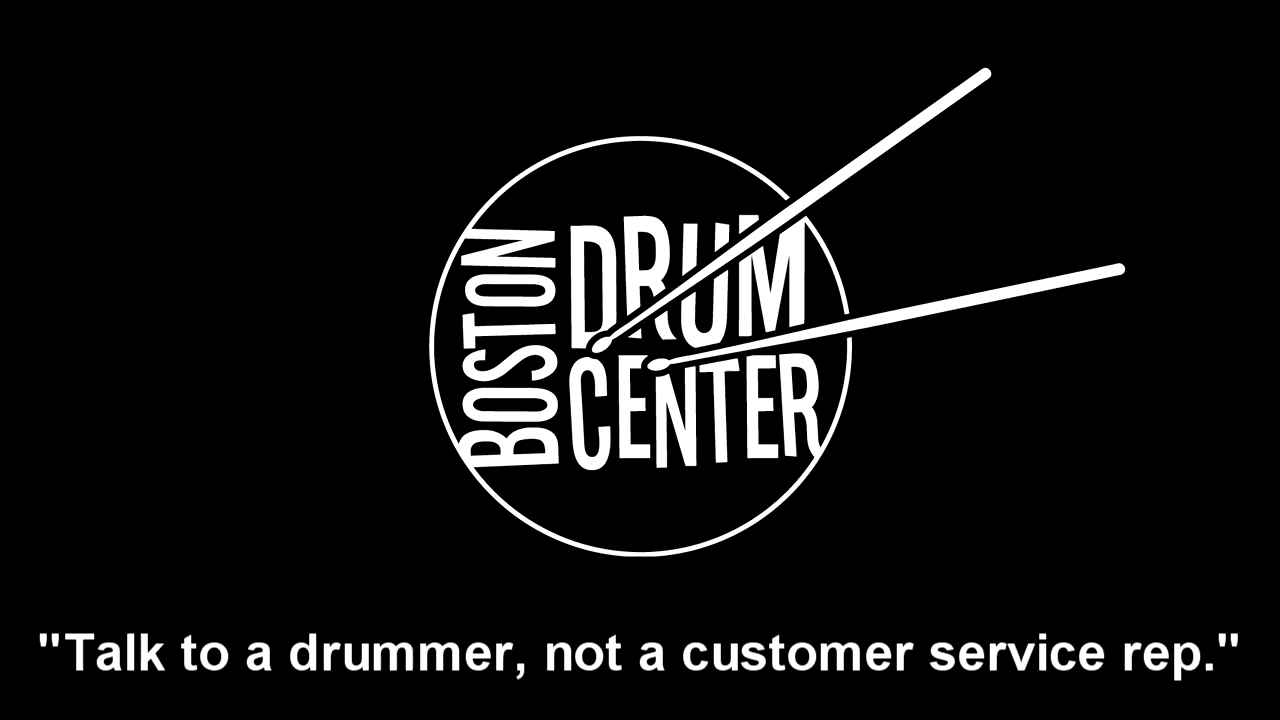 BOSTON
DRUM
CENTER
"Talk to a drummer, not a customer service rep."